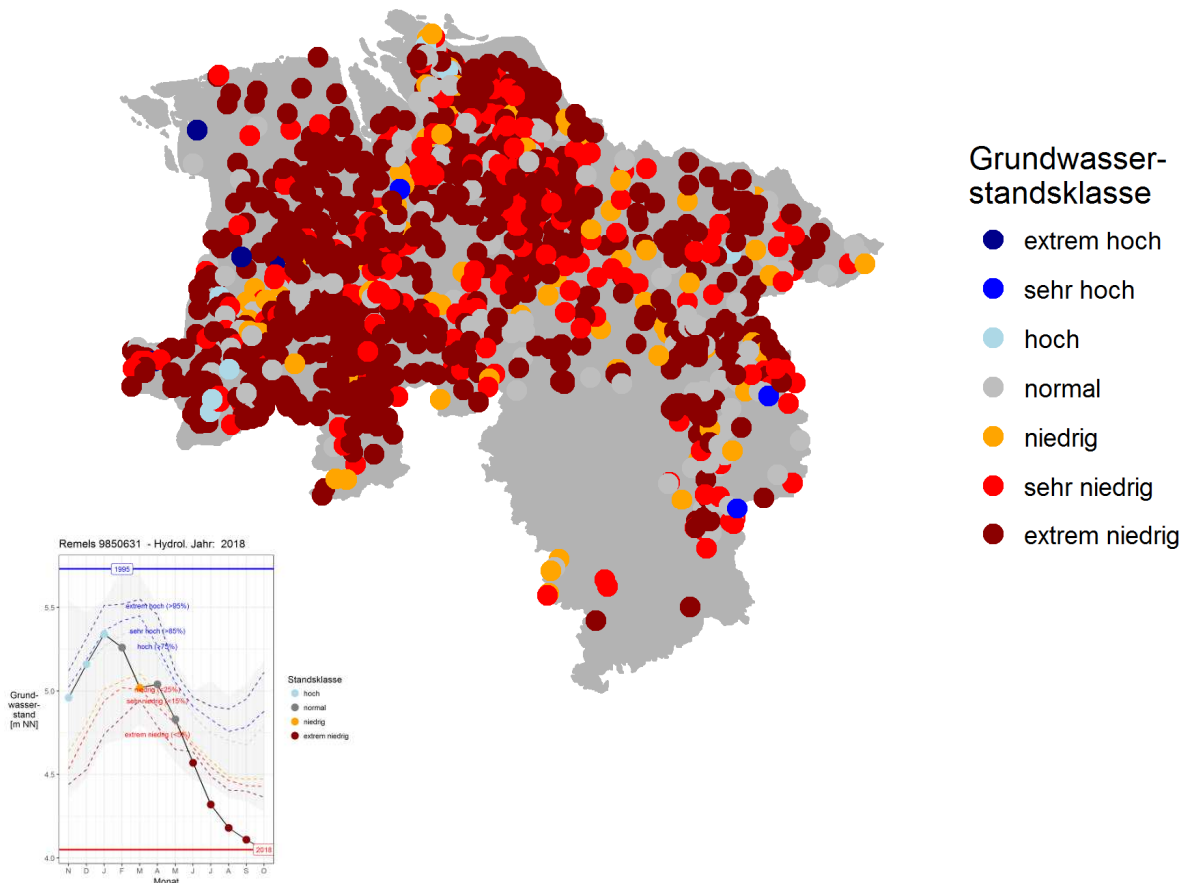 Grundwasser-
standsklasse
extrem hoch
sehr hoch
hoch
normal
niedrig
sehr niedrig
extrem niedrig
Remels 9850631 - Hydrol. Jahr: 2018
1995
5.5
extrem hoch (>95%)
sehr hoch (>85%)
hoch (>75%)
5.0
niedrig (<25%)
sehr niedrig (<15%)
extrem niedrig (<5%)
4.5
4.0
2018
Grund-
wasser-
stand
[m NN]
N D J F M A M J J A S O
Monat
Standsklasse
hoch
normal
niedrig
extrem niedrig